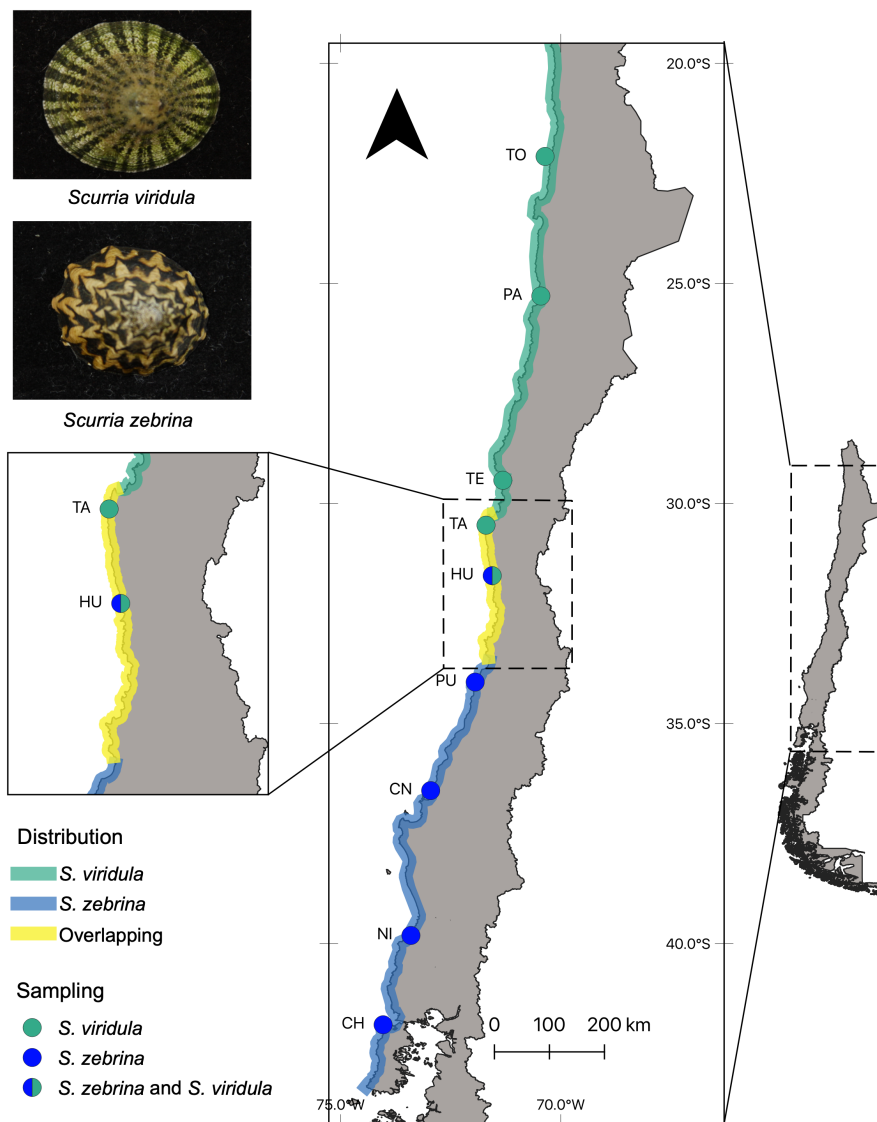 Scurria viridula
Scurria zebrina
TA
HU
Distribution
S. viridula
S. zebrina
Overlapping
Sampling
S. viridula
S. zebrina
S. zebrina and S. viridula
20.0°S
TO
25.0°S
PA
TE
30.0°S
TA
HU
PU
35.0°S
CN
NI
40.0°S
CH
0 100 200 km
75.0°W 70.0°W